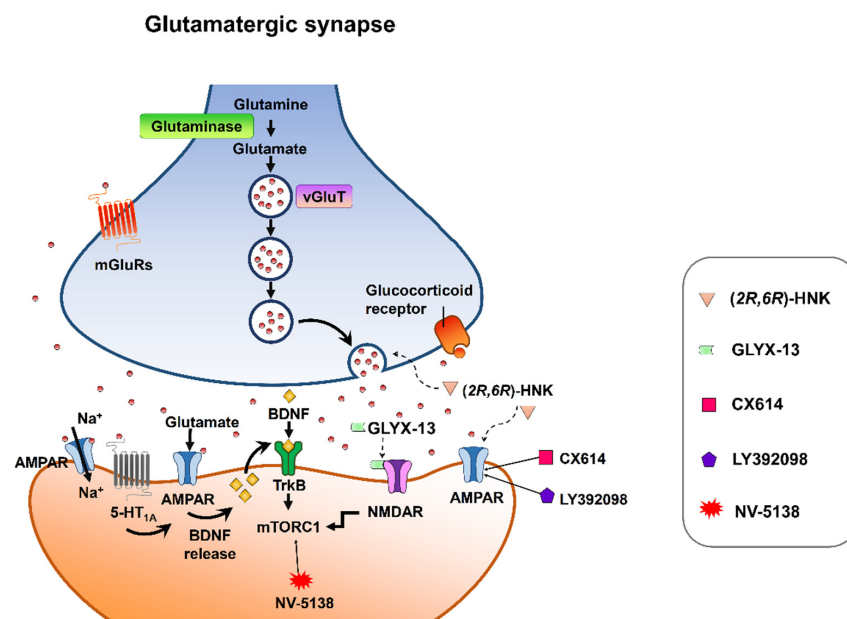 Glutamatergic synapse
Glutamine
Glutaminase
Glutamate
vGluT
mGluRs
Glucocorticoid
receptor
(2R,6R)-HNK
BDNF
Na⁺
Glutamate
GLYX-13
AMPAR
CX614
Na⁺
5-HT₁A
AMPAR
TrkB
NMDAR
AMPAR
LY392098
BDNF
release
mTORC1
NV-5138
(2R,6R)-HNK
GLYX-13
CX614
LY392098
NV-5138